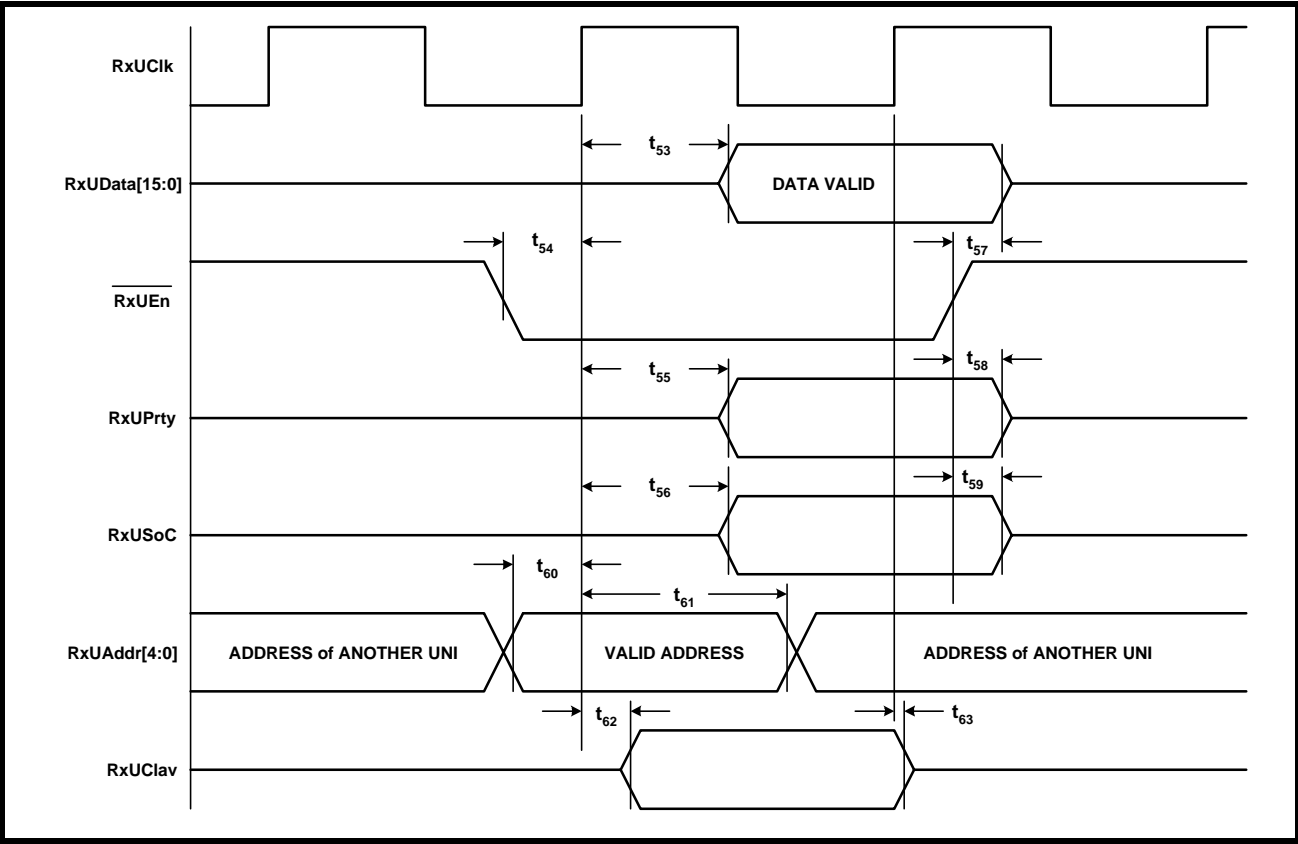 RxUClk
t53
RxUData[15:0]
DATA VALID
t54
t57
RxUEn
t55
t58
RxUPrty
t56
t59
RxUSoC
t60
t61
RxUAddr[4:0]
ADDRESS of ANOTHER UNI
VALID ADDRESS
ADDRESS of ANOTHER UNI
t62
t63
RxUClav